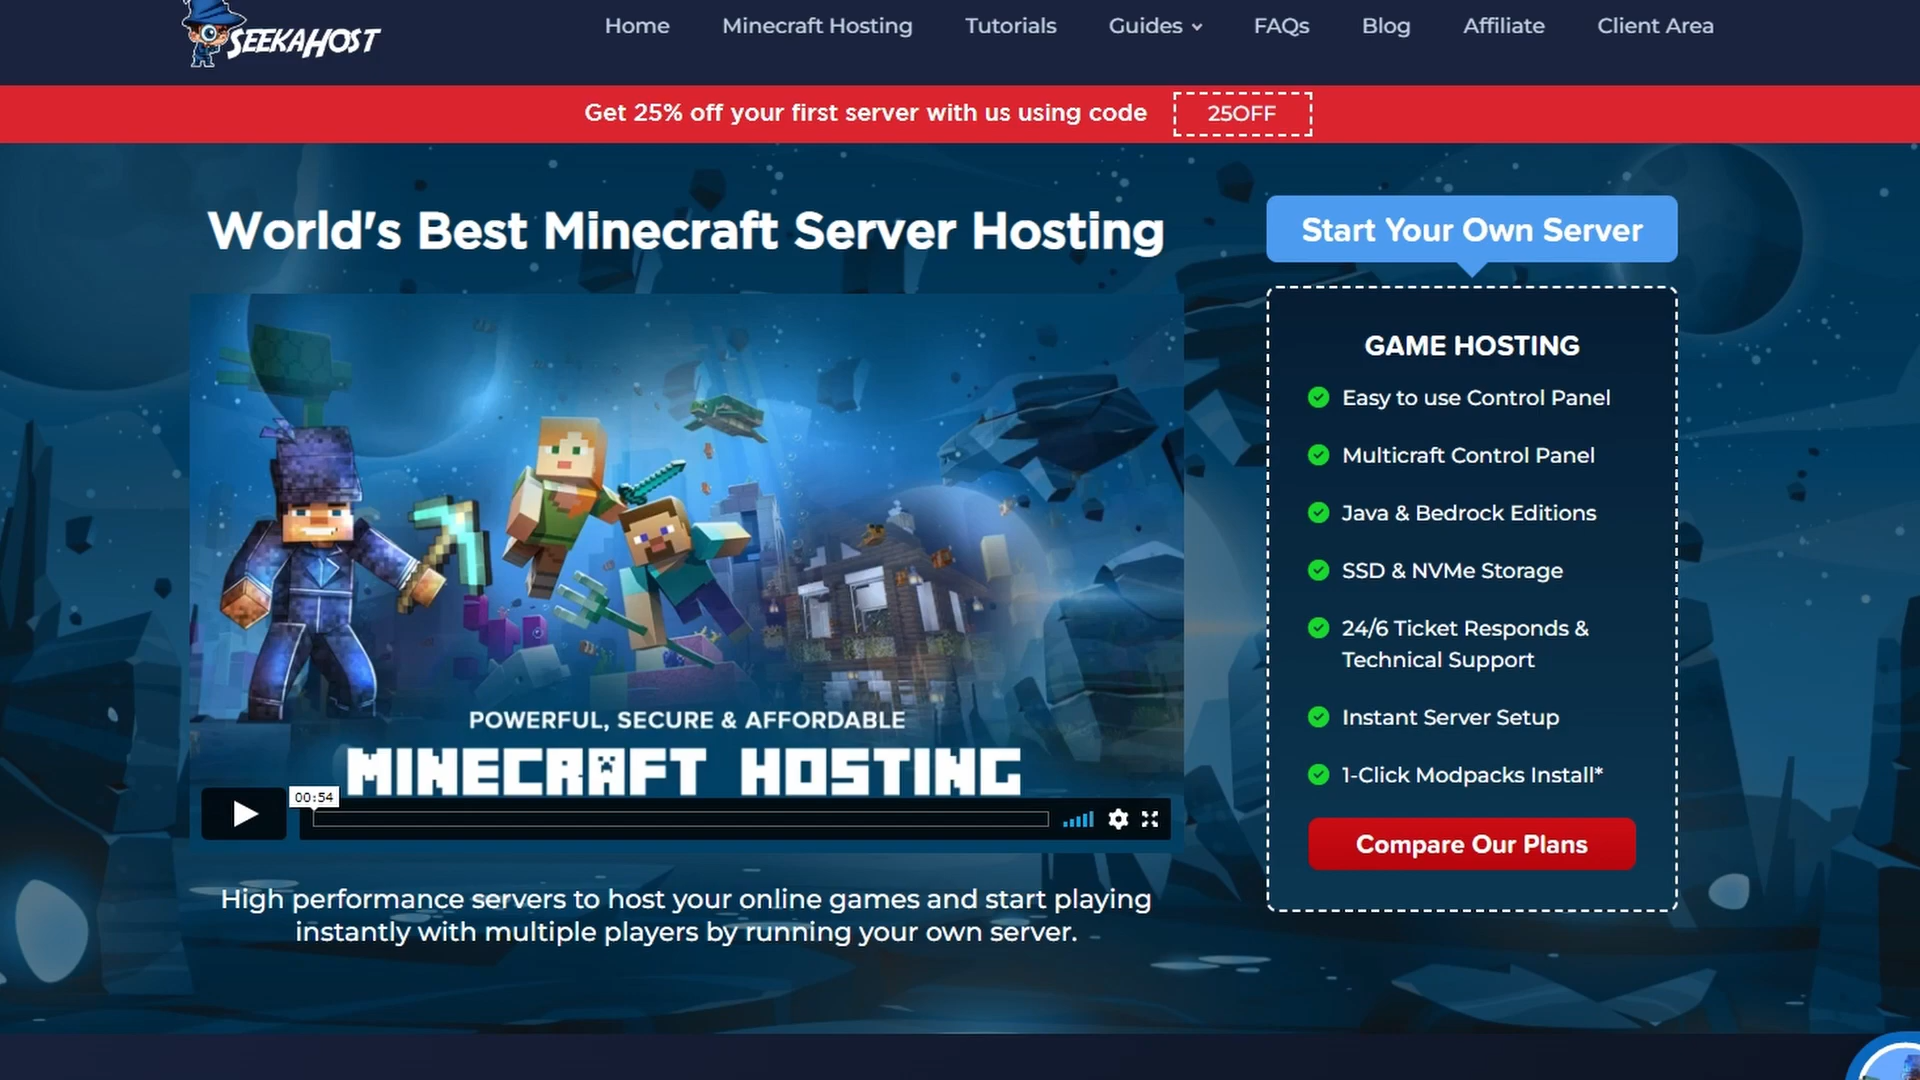 SEEKAHOST
Home
Minecraft Hosting
Tutorials
Guides
FAQs
Blog
Affiliate
Client Area
Get 25% off your first server with us using code
25OFF
World's Best Minecraft Server Hosting
POWERFUL, SECURE & AFFORDABLE
MINECRAFT HOSTING
00:54
High performance servers to host your online games and start playing
instantly with multiple players by running your own server.
Start Your Own Server
GAME HOSTING
Easy to use Control Panel
Multicraft Control Panel
Java & Bedrock Editions
SSD & NVMe Storage
24/6 Ticket Responds &
Technical Support
Instant Server Setup
1-Click Modpacks Install*
Compare Our Plans